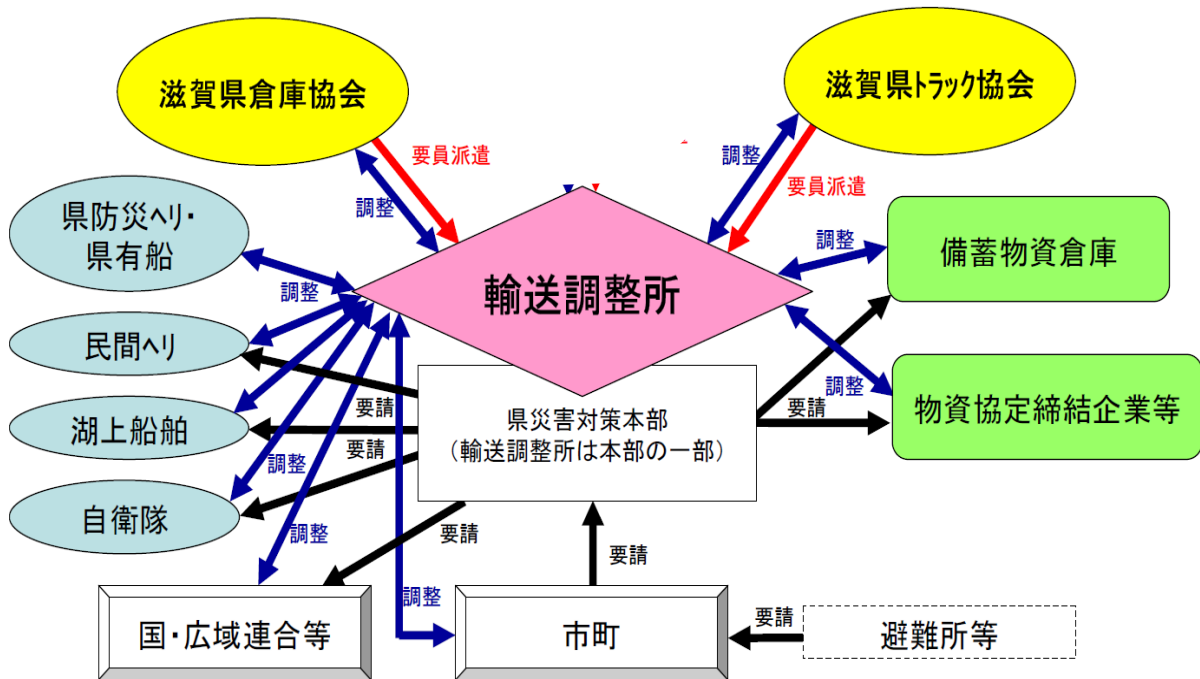 滋賀県倉庫協会
滋賀県トラック協会
要員派遣
調整
調整
要員派遣
県防災ヘリ・
県有船
調整
輸送調整所
調整
備蓄物資倉庫
民間ヘリ
調整
物資協定締結企業等
湖上船舶
要請
県災害対策本部
(輸送調整所は本部の一部)
要請
要請
調整
自衛隊
調整
要請
要請
国・広域連合等
調整
市町
要請
避難所等